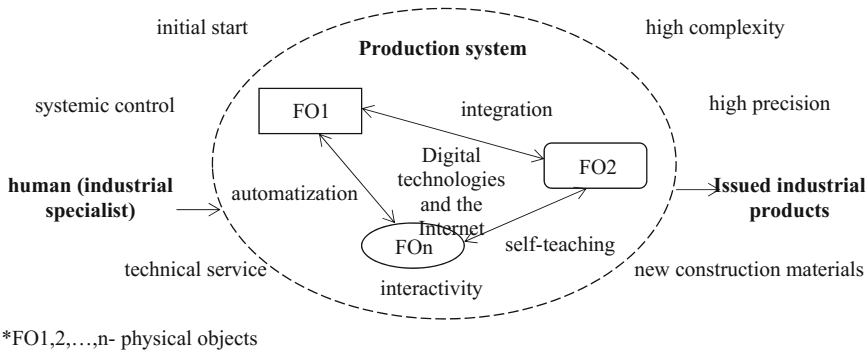 initial start
high complexity
Production system
systemic control
FO1
integration
high precision
Digital
technologies
and the
Internet
FO2
human (industrial
specialist)
automatization
Issued industrial
products
FOn
self-teaching
technical service
interactivity
new construction materials
*FO1,2,…,n- physical objects